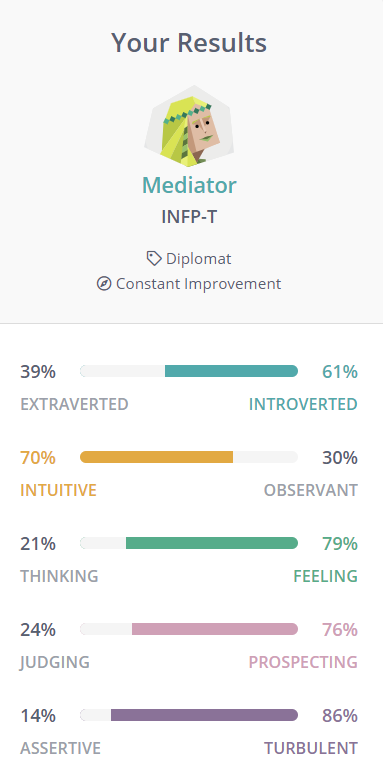 Your Results
Mediator
INFP-T
Diplomat
Constant Improvement
39% 61%
EXTRAVERTED INTROVERTED
70% 30%
INTUITIVE OBSERVANT
21% 79%
THINKING FEELING
24% 76%
JUDGING PROSPECTING
14% 86%
ASSERTIVE TURBULENT